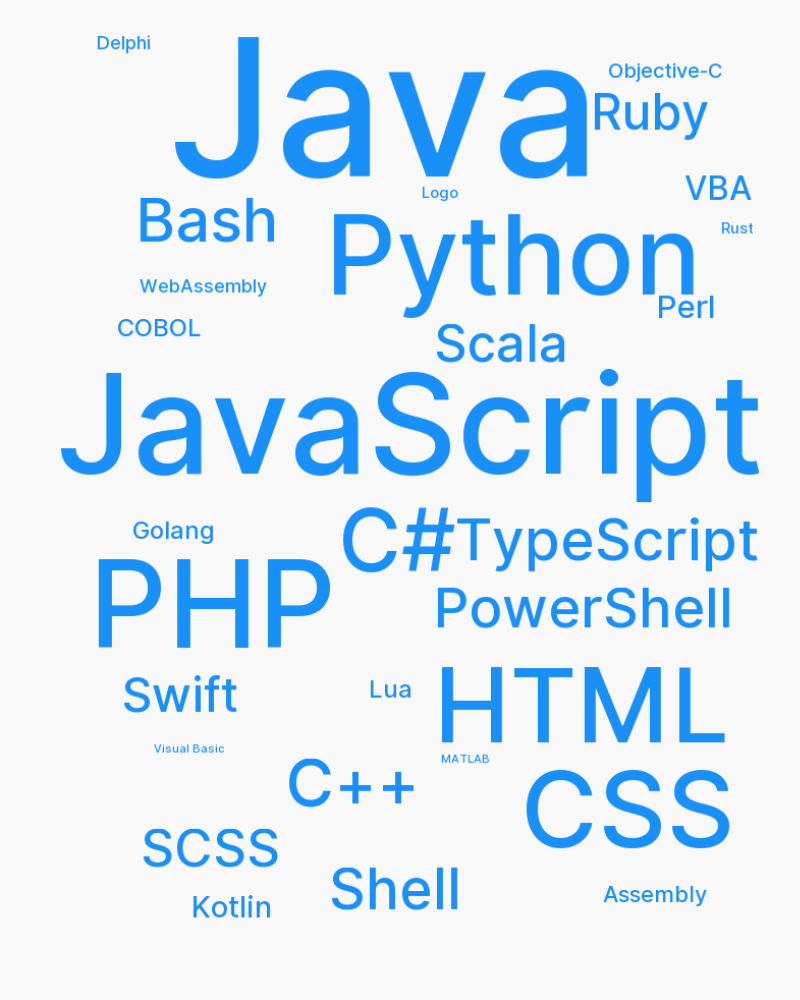 Delphi
Java
Objective-C
Ruby
VBA
Logo
Bash
Python
Rust
WebAssembly
Perl
COBOL
Scala
JavaScript
Golang
C#
TypeScript
PHP
PowerShell
Swift
Lua
HTML
Visual Basic
MATLAB
C++
CSS
SCSS
Shell
Assembly
Kotlin